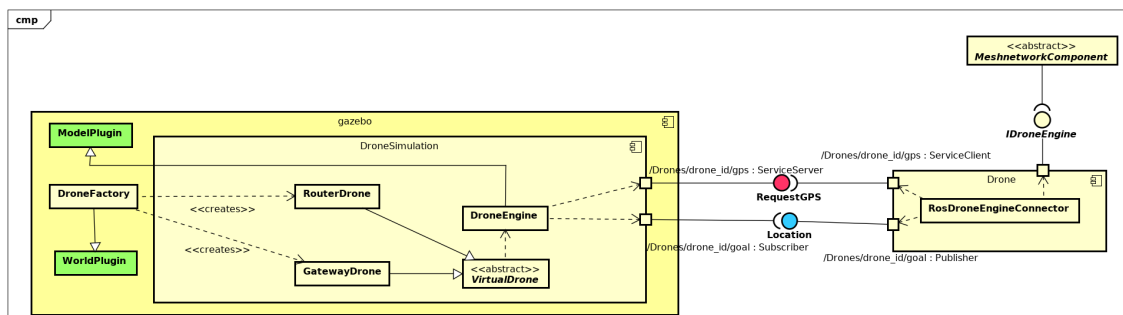 cmp
<<abstract>>
MeshnetworkComponent
gazebo
ModelPlugin
DroneSimulation
IDroneEngine
/Drones/drone_id/gps : ServiceClient
/Drones/drone_id/gps : ServiceServer
Drone
DroneFactory
RouterDrone
<<creates>>
DroneEngine
RequestGPS
RosDroneEngineConnector
Location
<<creates>>
/Drones/drone_id/goal : Subscriber
/Drones/drone_id/goal : Publisher
WorldPlugin
GatewayDrone
<<abstract>>
VirtualDrone